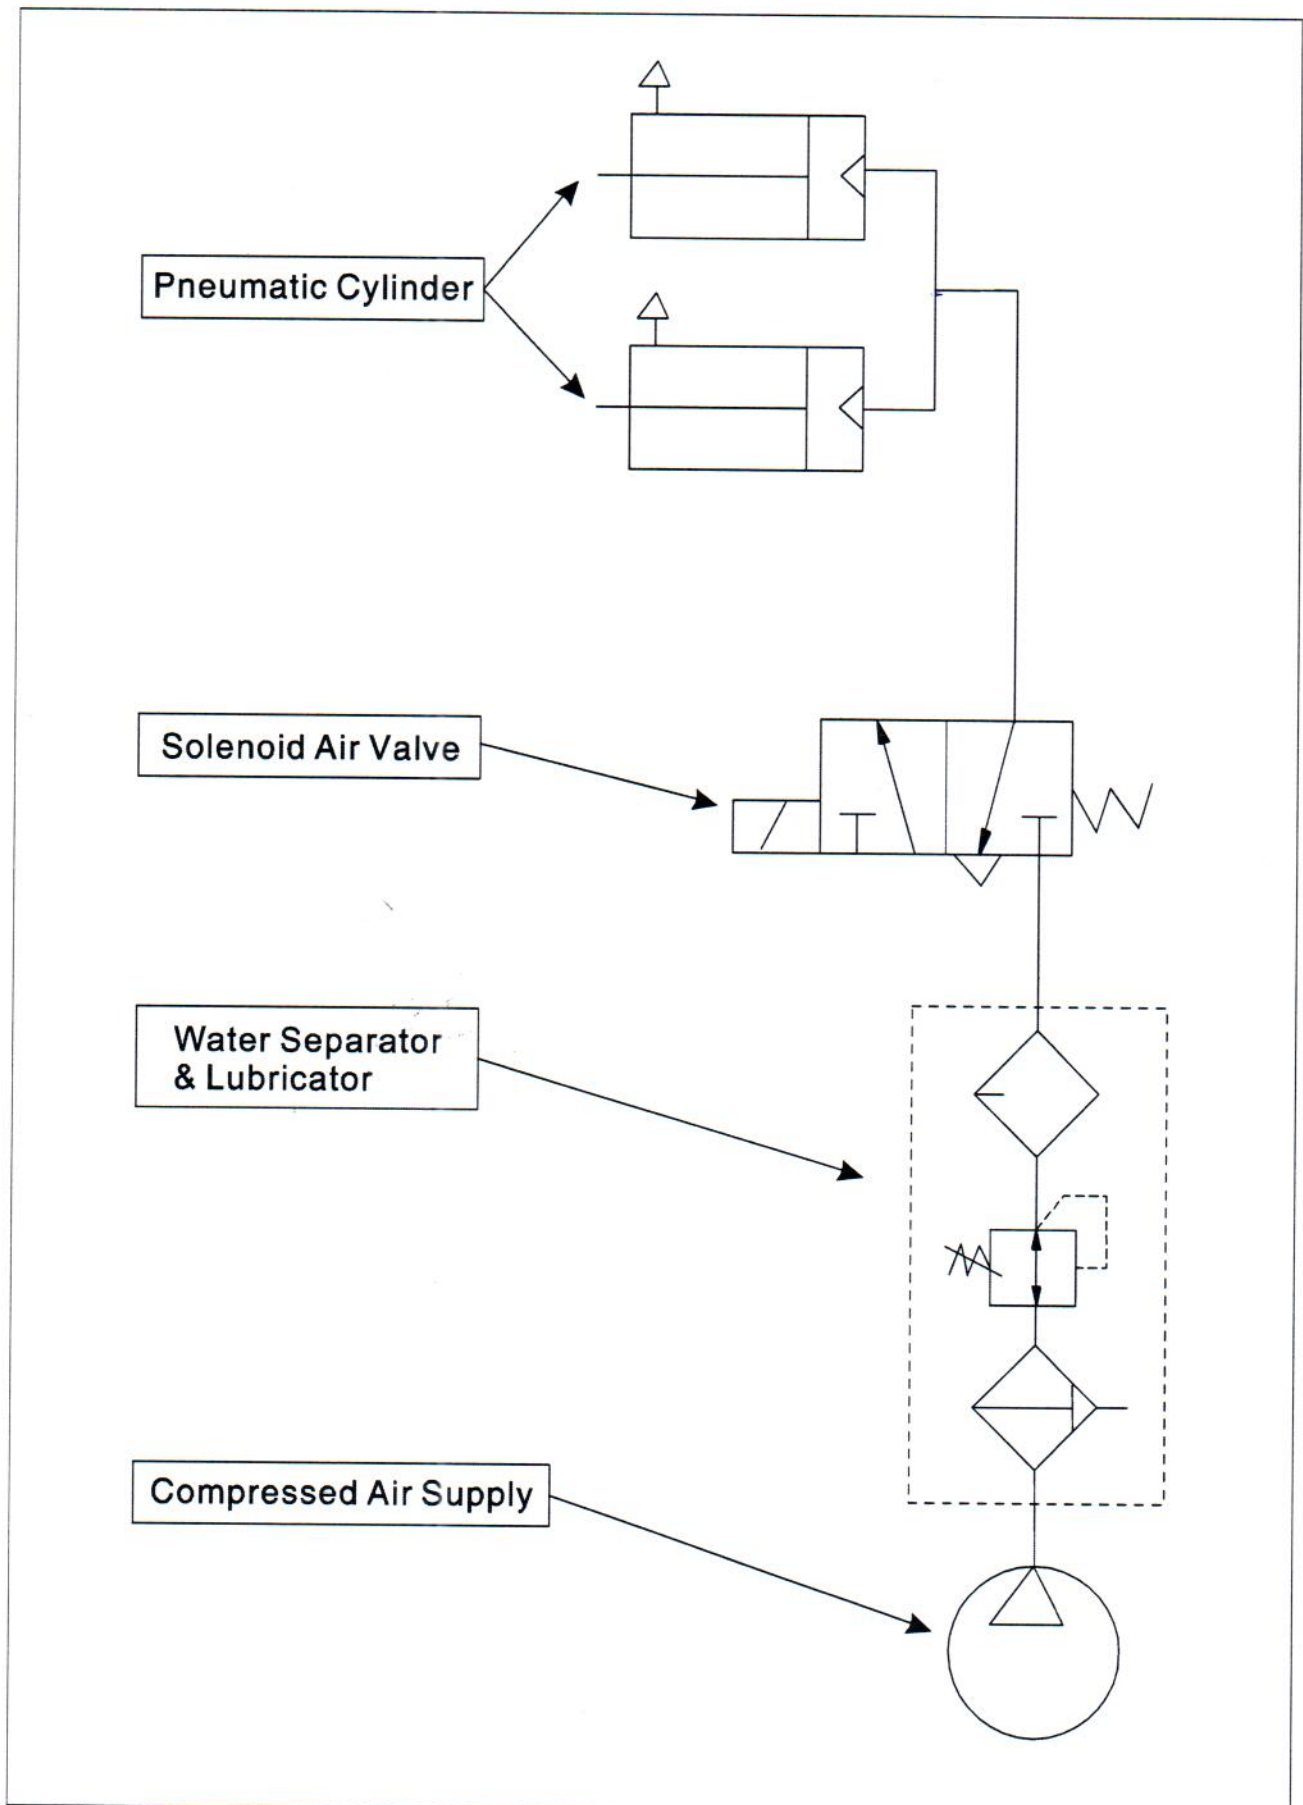 Pneumatic Cylinder
Solenoid Air Valve
Water Separator
& Lubricator
Compressed Air Supply